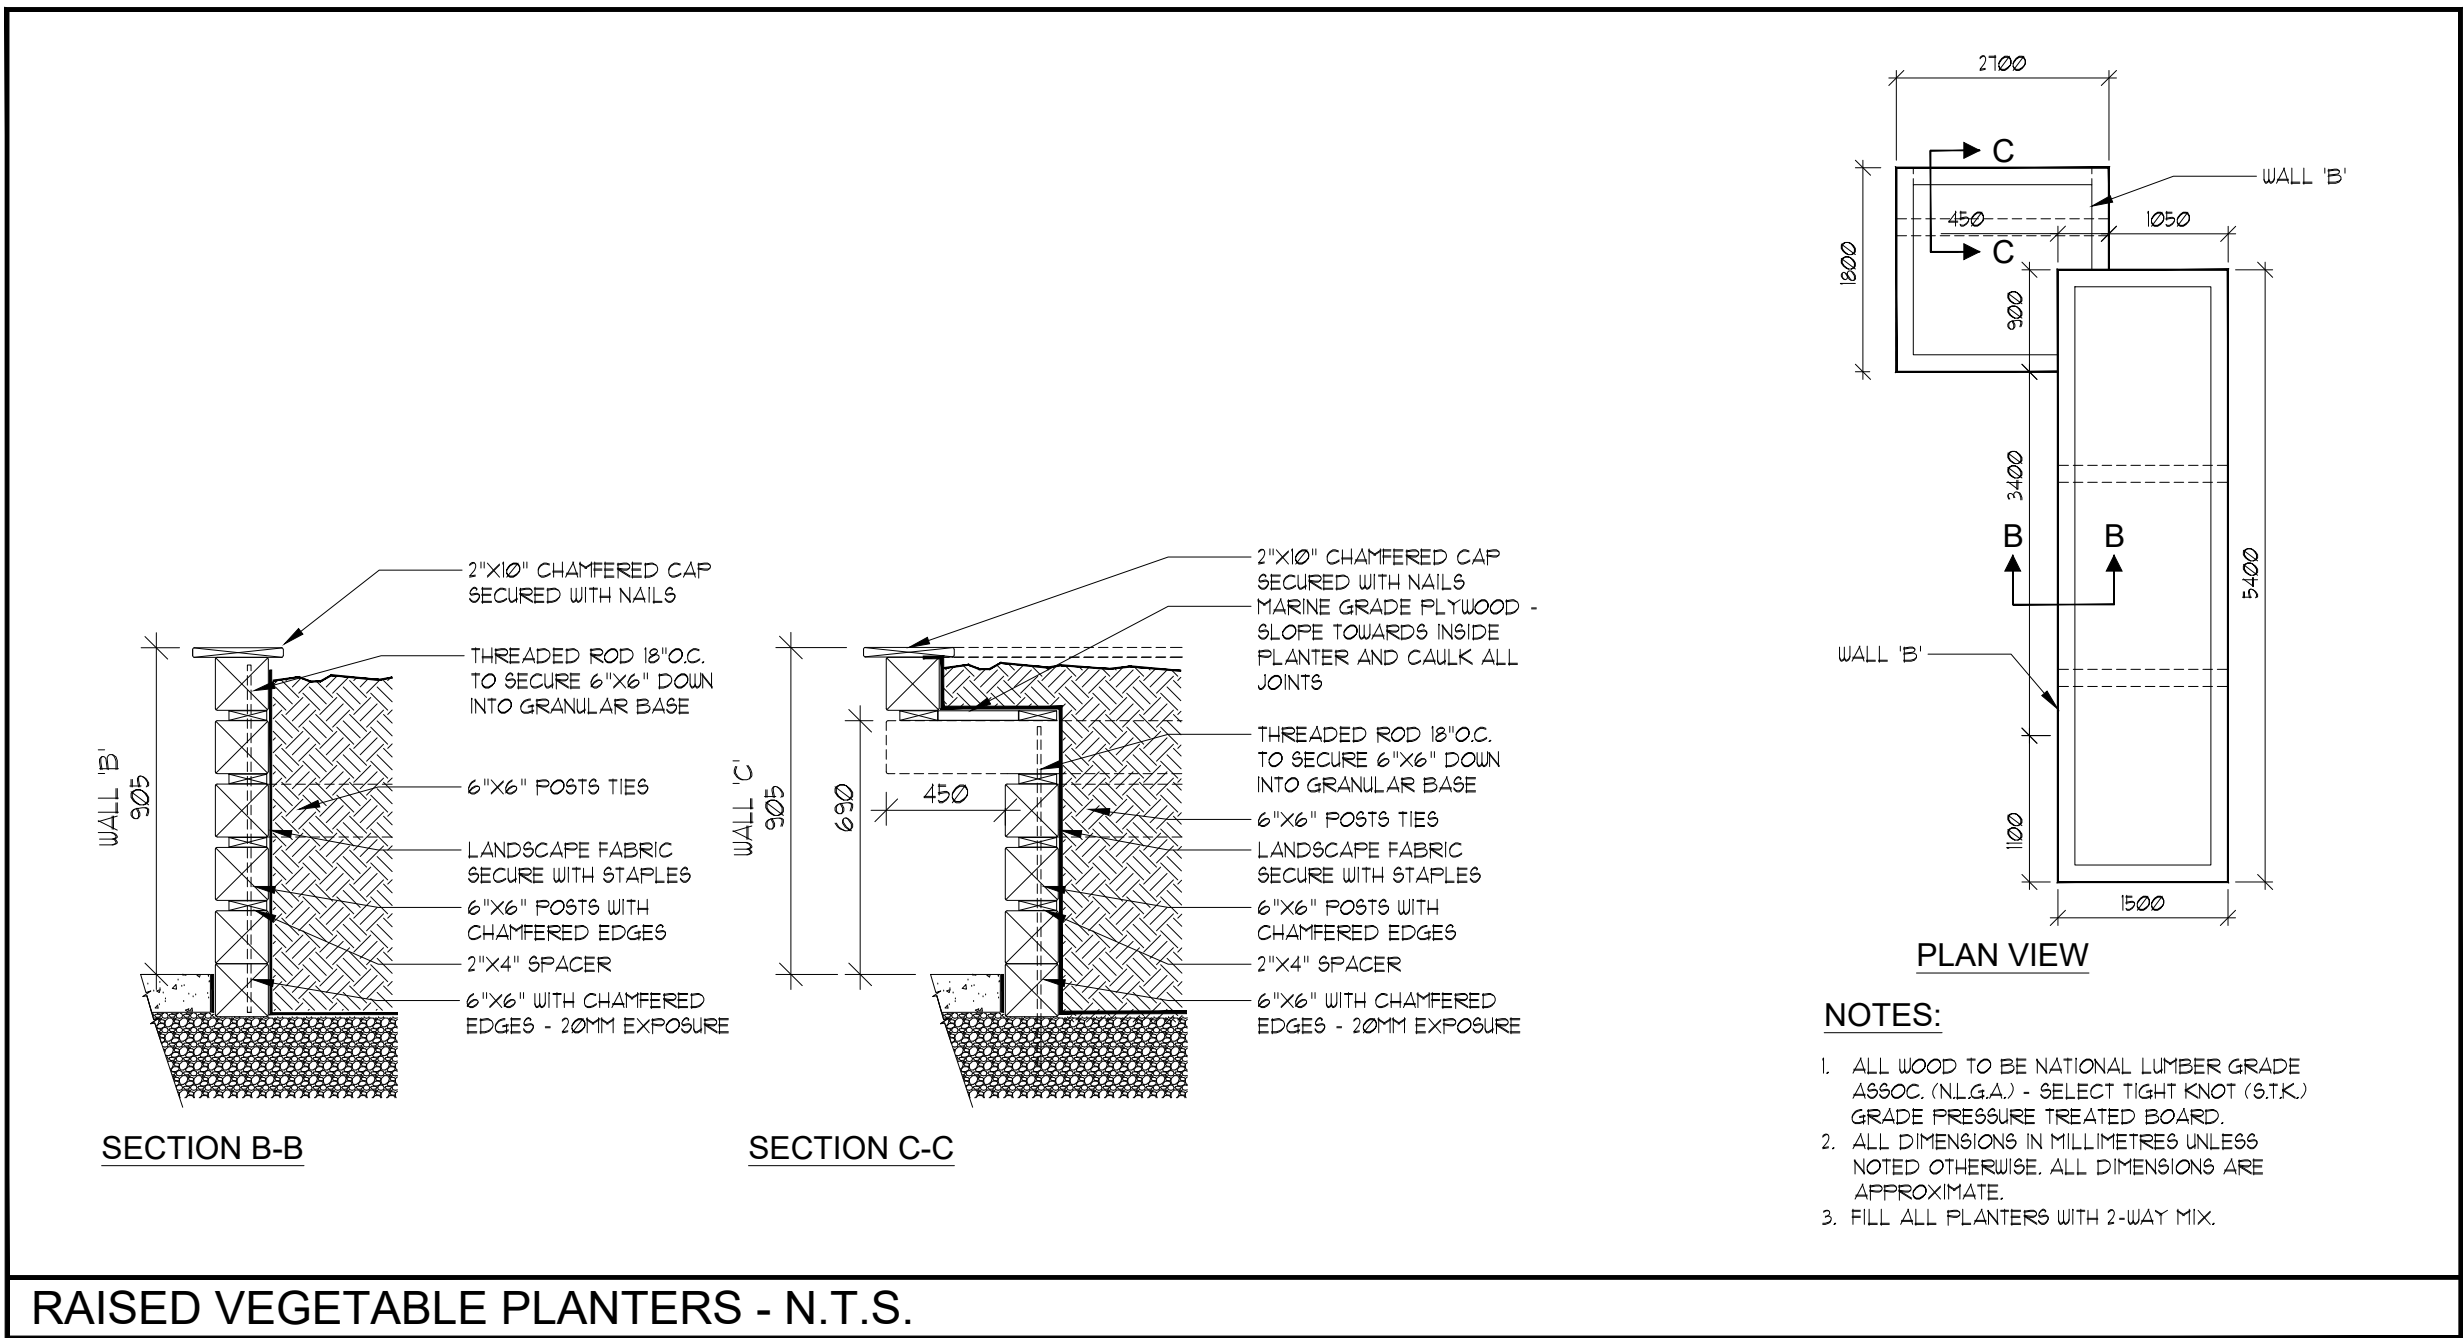 2"X10" CHAMFERED CAP
SECURED WITH NAILS
THREADED ROD 18"O.C.
TO SECURE 6"X6" DOWN
INTO GRANULAR BASE
6"X6" POSTS TIES
LANDSCAPE FABRIC
SECURE WITH STAPLES
6"X6" POSTS WITH
CHAMFERED EDGES
2"X4" SPACER
6"X6" WITH CHAMFERED
EDGES - 20MM EXPOSURE
WALL 'B'
905
SECTION B-B
2"X10" CHAMFERED CAP
SECURED WITH NAILS
MARINE GRADE PLYWOOD -
SLOPE TOWARDS INSIDE
PLANTER AND CAULK ALL
JOINTS
THREADED ROD 18"O.C.
TO SECURE 6"X6" DOWN
INTO GRANULAR BASE
6"X6" POSTS TIES
LANDSCAPE FABRIC
SECURE WITH STAPLES
6"X6" POSTS WITH
CHAMFERED EDGES
2"X4" SPACER
6"X6" WITH CHAMFERED
EDGES - 20MM EXPOSURE
WALL 'C'
905
690
450
SECTION C-C
2700
C
WALL 'B'
450
1050
C
1800
900
3400
B
B
5400
WALL 'B'
1100
1500
PLAN VIEW
NOTES:
1. ALL WOOD TO BE NATIONAL LUMBER GRADE
ASSOC. (N.L.G.A.) - SELECT TIGHT KNOT (S.T.K.)
GRADE PRESSURE TREATED BOARD.
2. ALL DIMENSIONS IN MILLIMETRES UNLESS
NOTED OTHERWISE. ALL DIMENSIONS ARE
APPROXIMATE.
3. FILL ALL PLANTERS WITH 2-WAY MIX.
RAISED VEGETABLE PLANTERS - N.T.S.